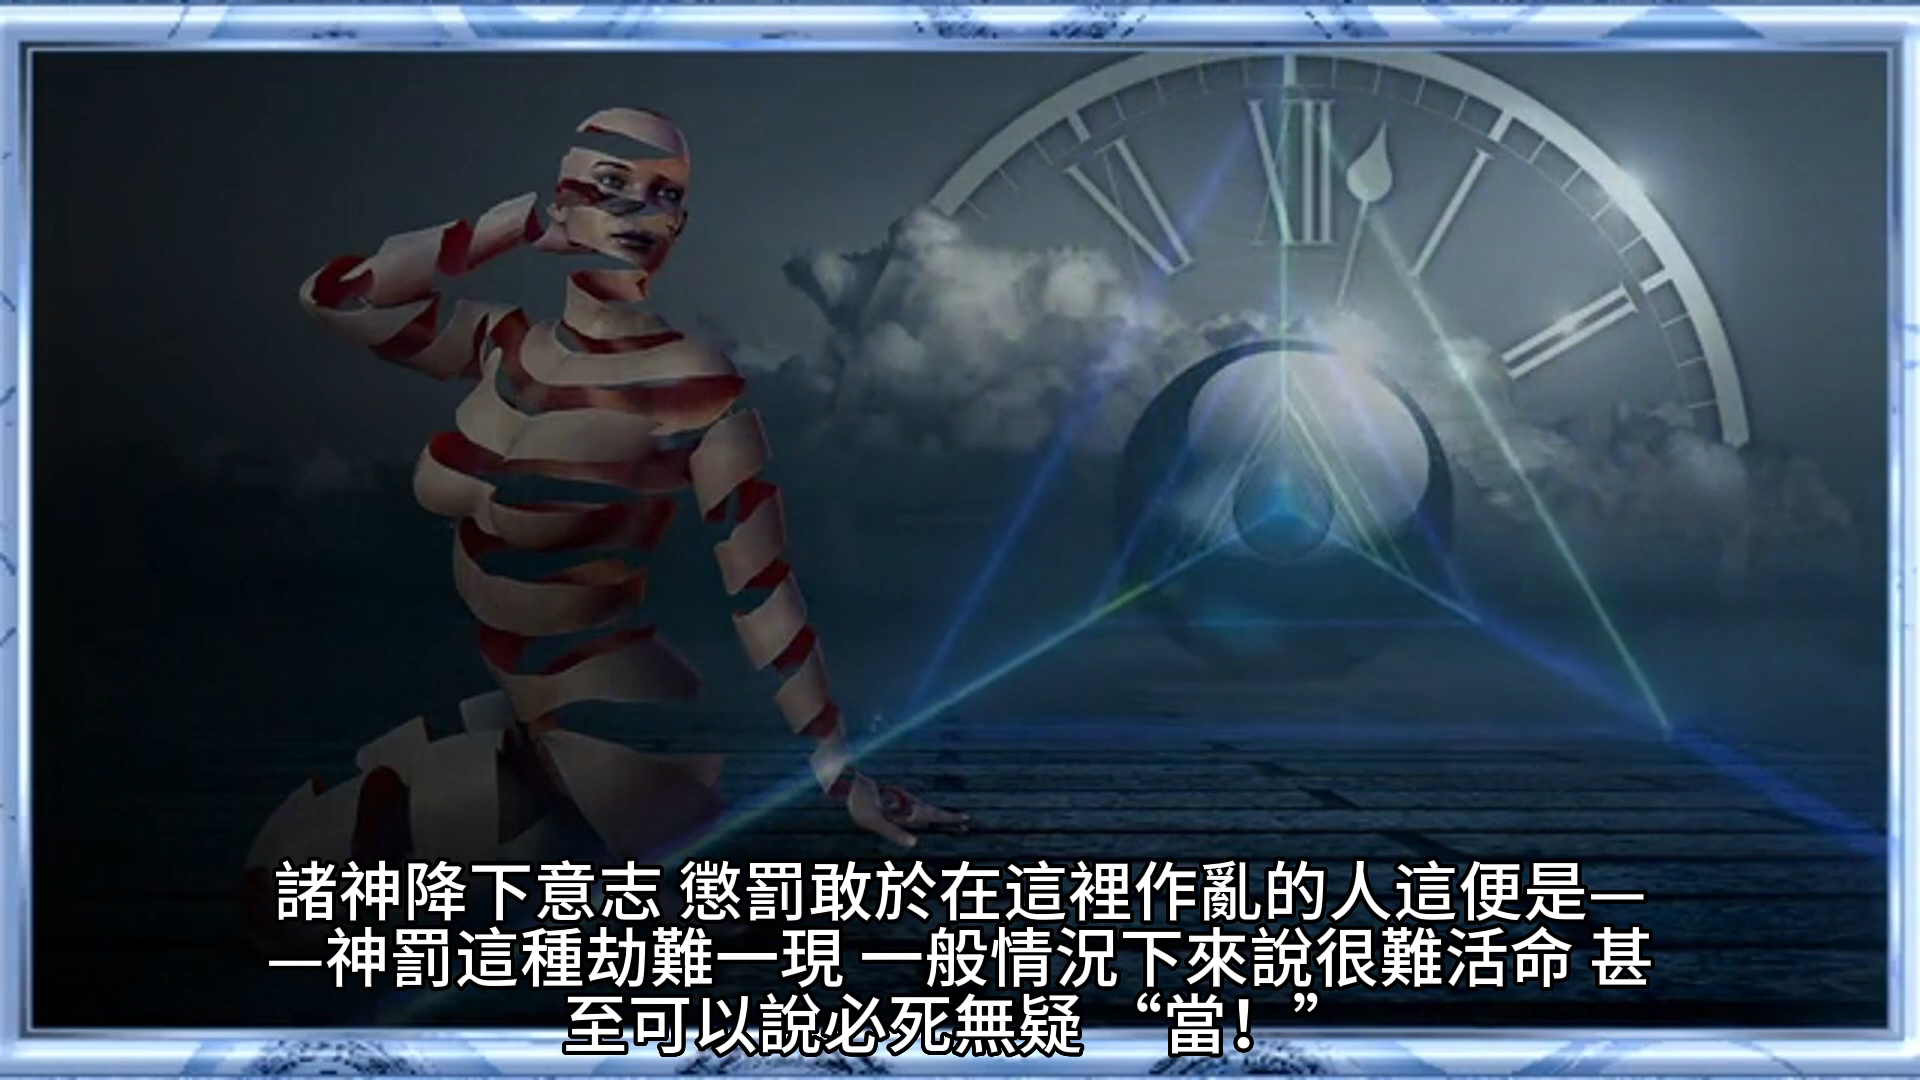 XII
諸神降下意志 懲罰敢於在這裡作亂的人這便是—
—神罰這種劫難一現 一般情況下來說很難活命 甚
至可以說必死無疑 “當！”